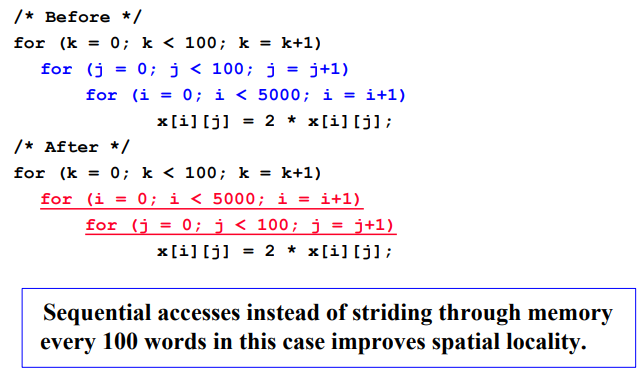 /* Before */
for (k = 0; k < 100; k = k+1)
for (j = 0; j < 100; j = j+1)
for (i = 0; i < 5000; i = i+1)
x[i][j] = 2 * x[i][j];
/* After */
for (k = 0; k < 100; k = k+1)
for (i = 0; i < 5000; i = i+1)
for (j = 0; j < 100; j = j+1)
x[i][j] = 2 * x[i][j];
Sequential accesses instead of striding through memory
every 100 words in this case improves spatial locality.